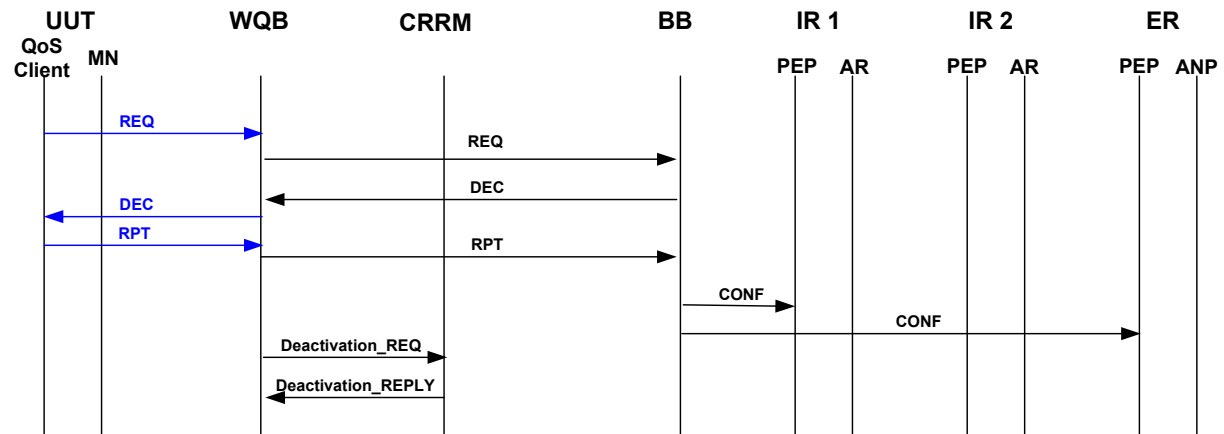 UUT WQB CRRM BB IR 1 IR 2 ER
QoS Client MN PEP AR PEP AR PEP ANP
REQ
REQ
DEC
DEC
RPT
RPT
CONF
CONF
Deactivation_REQ
Deactivation_REPLY